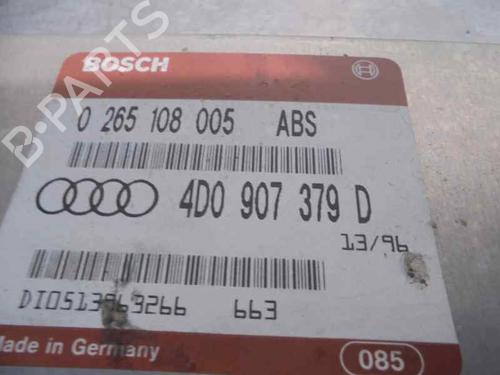 BOSCH
0 265 108 005 ABS
4D0 907 379 D
13/96
663
Made in Germany
085
B-PARTS